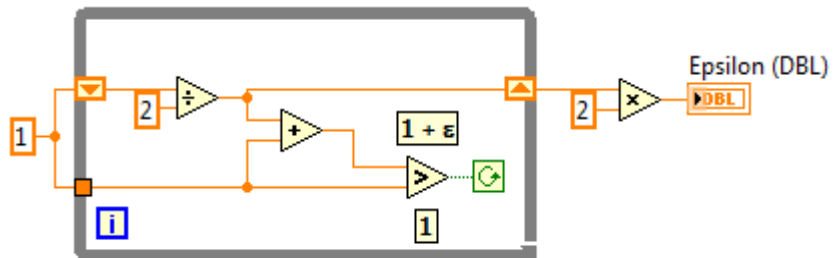 Epsilon (DBL)
1
2
÷
+
1 + ε
>
1
i
2
×
DBL